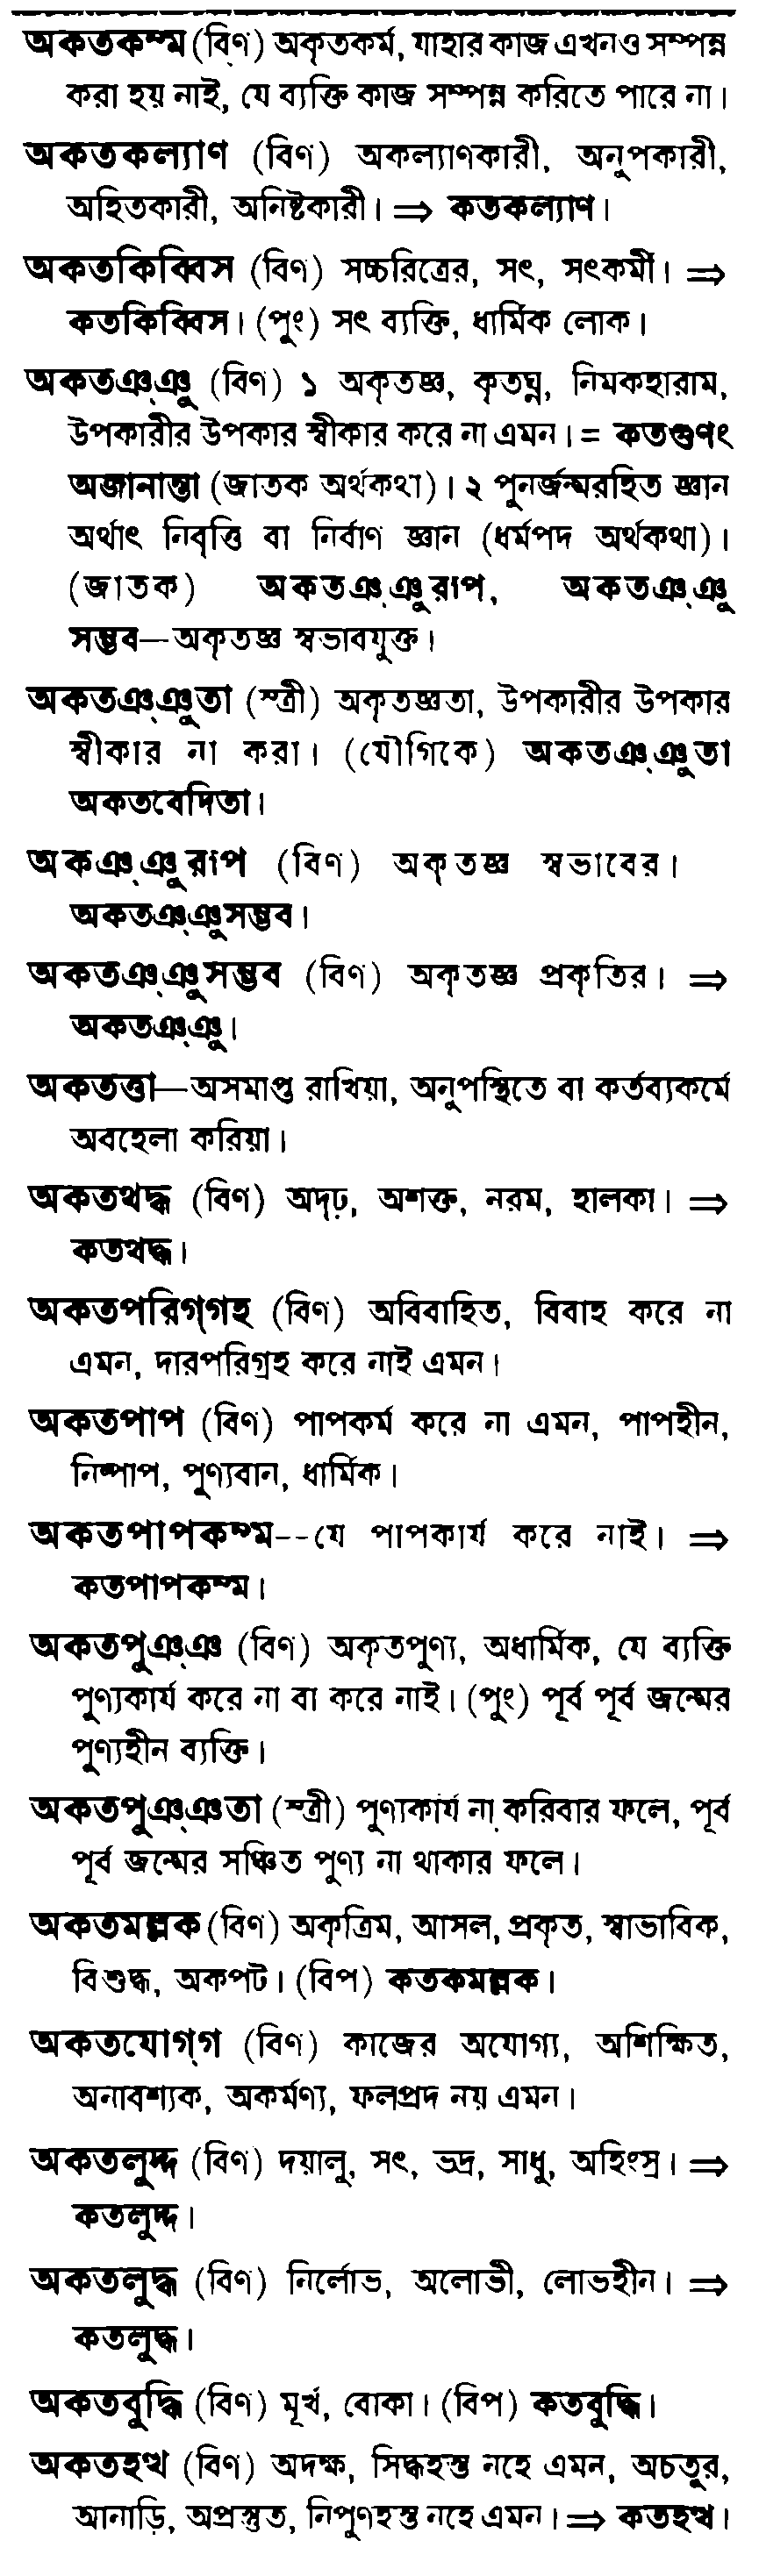 অকতকম্ম (বিণ) অকৃতকর্ম, যাহার কাজ এখনও সম্পন্ন
করা হয় নাই, যে ব্যক্তি কাজ সম্পন্ন করিতে পারে না।
অকতকল্যাণ (বিণ) অকল্যাণকারী, অনুপকারী,
অহিতকারী, অনিষ্টকারী। ⇒ কতকল্যাণ।
অকতকিব্বিস (বিণ) সচ্চরিত্রের, সৎ, সৎকর্মী। ⇒
কতকিব্বিস। (পুং) সৎ ব্যক্তি, ধার্মিক লোক।
অকতঞ্ঞু (বিণ) ১ অকৃতজ্ঞ, কৃতঘ্ন, নিমকহারাম,
উপকারীর উপকার স্বীকার করে না এমন। = কতগুণং
অজানান্তা (জাতক অর্থকথা)। ২ পুনর্জন্মরহিত জ্ঞান
অর্থাৎ নিবৃত্তি বা নির্বাণ জ্ঞান (ধর্মপদ অর্থকথা)।
(জাতক) অকতঞ্ঞুরূপ, অকতঞ্ঞু
সম্ভব—অকৃতজ্ঞ স্বভাবযুক্ত।
অকতঞ্ঞুতা (স্ত্রী) অকৃতজ্ঞতা, উপকারীর উপকার
স্বীকার না করা। (যৌগিকে) অকতঞ্ঞুতা
অকতবেদিতা।
অকঞ্ঞুরূপ (বিণ) অকৃতজ্ঞ স্বভাবের।
অকতঞ্ঞুসম্ভব।
অকতঞ্ঞুসম্ভব (বিণ) অকৃতজ্ঞ প্রকৃতির। ⇒
অকতঞ্ঞু।
অকতত্তা—অসমাপ্ত রাখিয়া, অনুপস্থিতে বা কর্তব্যকর্মে
অবহেলা করিয়া।
অকতথদ্ধ (বিণ) অদৃঢ়, অশক্ত, নরম, হালকা। ⇒
কতথদ্ধ।
অকতপরিগ্গহ (বিণ) অবিবাহিত, বিবাহ করে না
এমন, দারপরিগ্রহ করে নাই এমন।
অকতপাপ (বিণ) পাপকর্ম করে না এমন, পাপহীন,
নিষ্পাপ, পুণ্যবান, ধার্মিক।
অকতপাপকম্ম--যে পাপকার্য করে নাই। ⇒
কতপাপকম্ম।
অকতপুঞ্ঞ (বিণ) অকৃতপুণ্য, অধার্মিক, যে ব্যক্তি
পুণ্যকার্য করে না বা করে নাই। (পুং) পূর্ব পূর্ব জন্মের
পুণ্যহীন ব্যক্তি।
অকতপুঞ্ঞতা (স্ত্রী) পুণ্যকার্য না করিবার ফলে, পূর্ব
পূর্ব জন্মের সঞ্চিত পুণ্য না থাকার ফলে।
অকতমল্লক (বিণ) অকৃত্রিম, আসল, প্রকৃত, স্বাভাবিক,
বিশুদ্ধ, অকপট। (বিপ) কতকমল্লক।
অকতযোগ্গ (বিণ) কাজের অযোগ্য, অশিক্ষিত,
অনাবশ্যক, অকর্মণ্য, ফলপ্রদ নয় এমন।
অকতলুদ্দ (বিণ) দয়ালু, সৎ, ভদ্র, সাধু, অহিংস্র। ⇒
কতলুদ্দ।
অকতলুদ্ধ (বিণ) নির্লোভ, অলোভী, লোভহীন। ⇒
কতলুদ্ধ।
অকতবুদ্ধি (বিণ) মূর্খ, বোকা। (বিপ) কতবুদ্ধি।
অকতহত্থ (বিণ) অদক্ষ, সিদ্ধহস্ত নহে এমন, অচতুর,
আনাড়ি, অপ্রস্তুত, নিপুণহস্ত নহে এমন। ⇒ কতহত্থ।